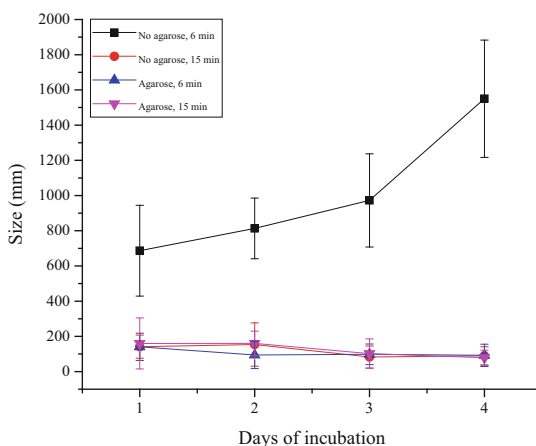 2000
1800
1600
1400
1200
1000
800
600
400
200
0
Size (mm)
No agarose, 6 min
No agarose, 15 min
Agarose, 6 min
Agarose, 15 min
1 2 3 4
Days of incubation